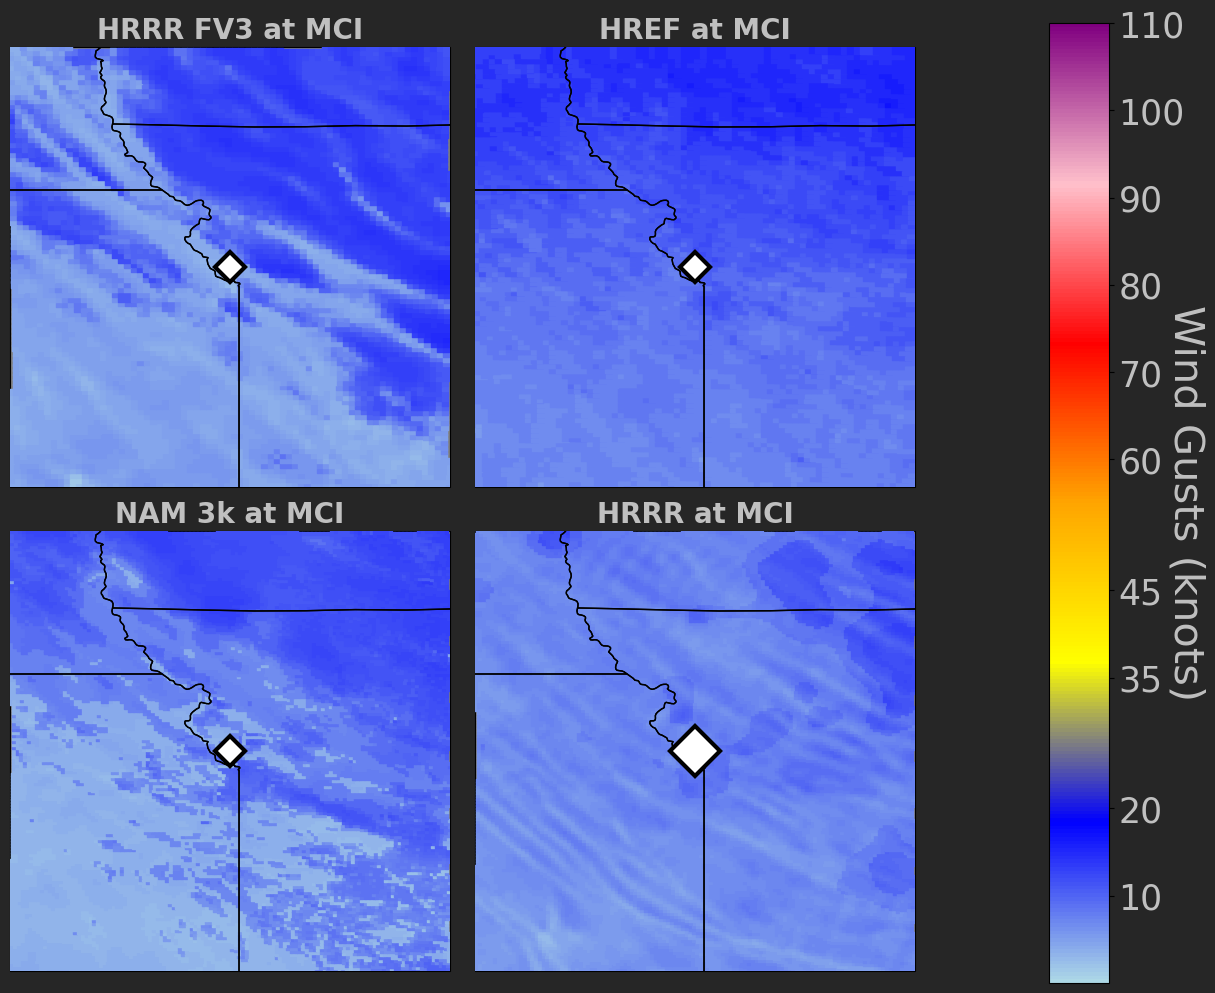 HRRR FV3 at MCI
HREF at MCI
NAM 3k at MCI
HRRR at MCI
110
100
90
80
70
60
45
35
20
10
Wind Gusts (knots)